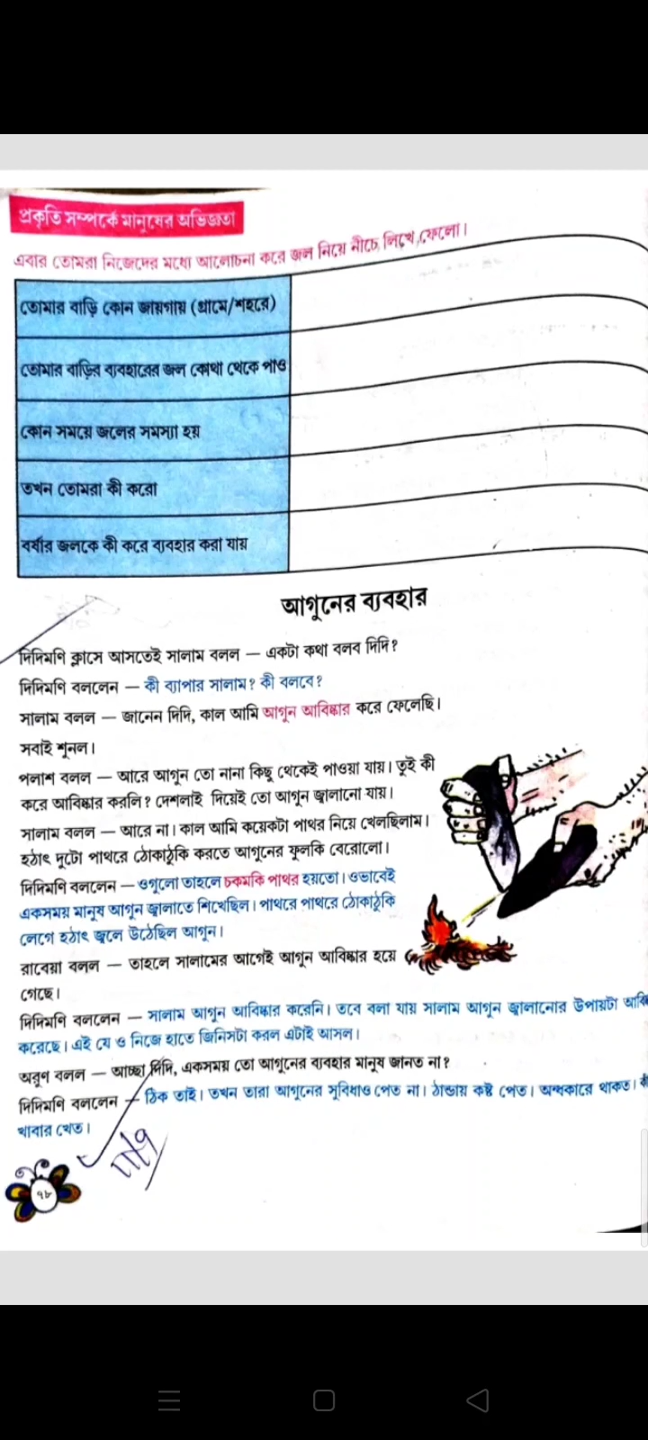 প্রকৃতি সম্পর্কে মানুষের অভিজ্ঞতা
এবার তোমরা নিজেদের মধ্যে আলোচনা করে জল নিয়ে নীচে লিখে ফেলো।
তোমার বাড়ি কোন জায়গায় (গ্রামে/শহরে)
তোমার বাড়ির ব্যবহারের জল কোথা থেকে পাও
কোন সময়ে জলের সমস্যা হয়
তখন তোমরা কী করো
বর্ষার জলকে কী করে ব্যবহার করা যায়
আগুনের ব্যবহার
দিদিমণি ক্লাসে আসতেই সালাম বলল — একটা কথা বলব দিদি?
দিদিমণি বললেন — কী ব্যাপার সালাম? কী বলবে?
সালাম বলল — জানেন দিদি, কাল আমি আগুন আবিষ্কার করে ফেলেছি।
সবাই শুনল।
পলাশ বলল — আরে আগুন তো নানা কিছু থেকেই পাওয়া যায়। তুই কী
করে আবিষ্কার করলি? দেশলাই দিয়েই তো আগুন জ্বালানো যায়।
সালাম বলল — আরে না। কাল আমি কয়েকটা পাথর নিয়ে খেলছিলাম।
হঠাৎ দুটো পাথরে ঠোকাঠুকি করতে আগুনের ফুলকি বেরোলো।
দিদিমণি বললেন — ওগুলো তাহলে চকমকি পাথর হয়তো। ওভাবেই
একসময় মানুষ আগুন জ্বালাতে শিখেছিল। পাথরে পাথরে ঠোকাঠুকি
লেগে হঠাৎ জ্বলে উঠেছিল আগুন।
রাবেয়া বলল — তাহলে সালামের আগেই আগুন আবিষ্কার হয়ে
গেছে।
দিদিমণি বললেন — সালাম আগুন আবিষ্কার করেনি। তবে বলা যায় সালাম আগুন জ্বালানোর উপায়টা আবি
করেছে। এই যে ও নিজে হাতে জিনিসটা করল এটাই আসল।
অরুণ বলল — আচ্ছা দিদি, একসময় তো আগুনের ব্যবহার মানুষ জানত না?
দিদিমণি বললেন — ঠিক তাই। তখন তারা আগুনের সুবিধাও পেত না। ঠান্ডায় কষ্ট পেত। অন্ধকারে থাকত।
খাবার খেত।
৭৮